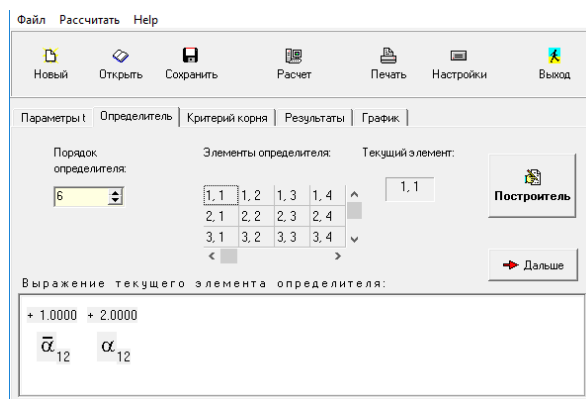 Файл Рассчитать Help
Новый Открыть Сохранить Расчет Печать Настройки Выход
Параметры t Определитель Критерий корня Результаты График
Порядок определителя: Элементы определителя: Текущий элемент:
6
1, 1 1, 2 1, 3 1, 4
2, 1 2, 2 2, 3 2, 4
3, 1 3, 2 3, 3 3, 4
1, 1
Построитель
Дальше
Выражение текущего элемента определителя:
+ 1.0000 + 2.0000
ᾱ12 α12